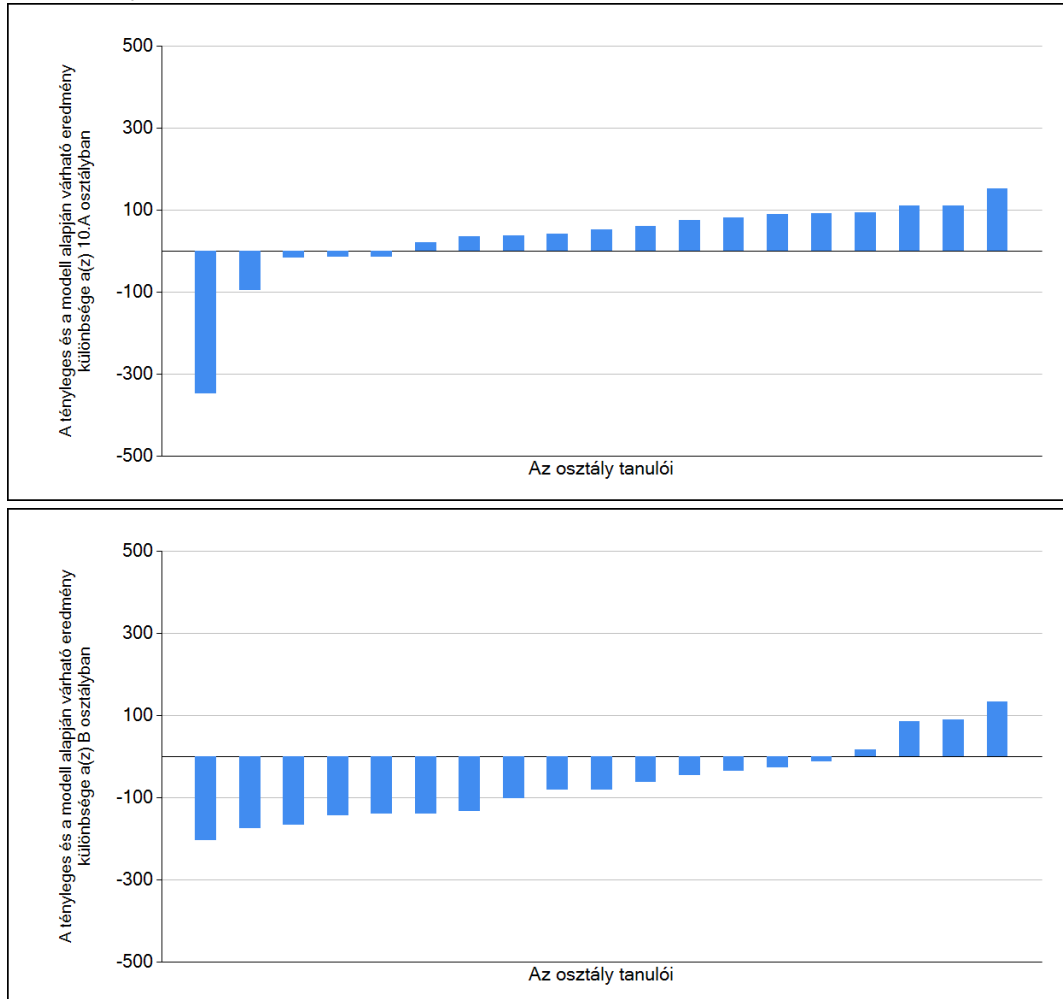 A tényleges és a modell alapján várható eredmény
különbsége a(z) 10.A osztályban
500
300
100
-100
-300
-500
Az osztály tanulói
A tényleges és a modell alapján várható eredmény
különbsége a(z) B osztályban
500
300
100
-100
-300
-500
Az osztály tanulói